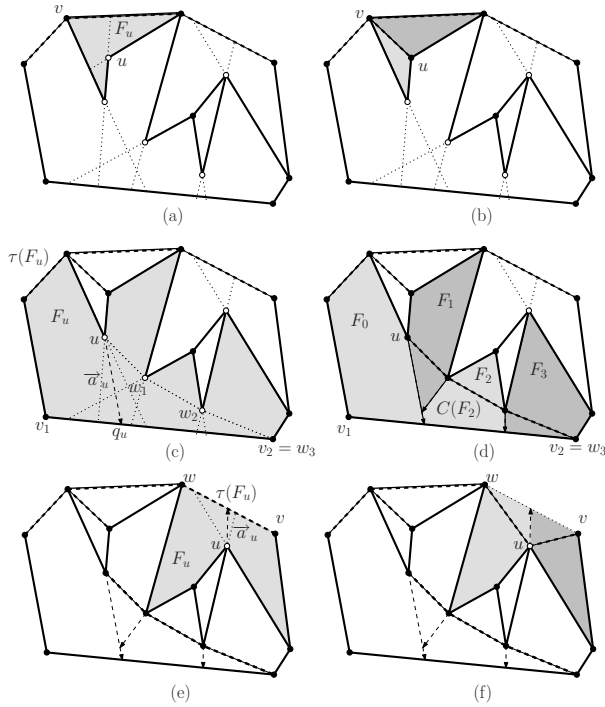 v
F_u
u
(a)
v
u
(b)
τ(F_u)
F_u
u
→a_u
w_1
w_2
v_1
q_u
v_2 = w_3
(c)
F_0
F_1
u
F_2
F_3
C(F_2)
v_1
v_2 = w_3
(d)
w
τ(F_u)
v
→a_u
u
F_u
(e)
w
v
u
(f)